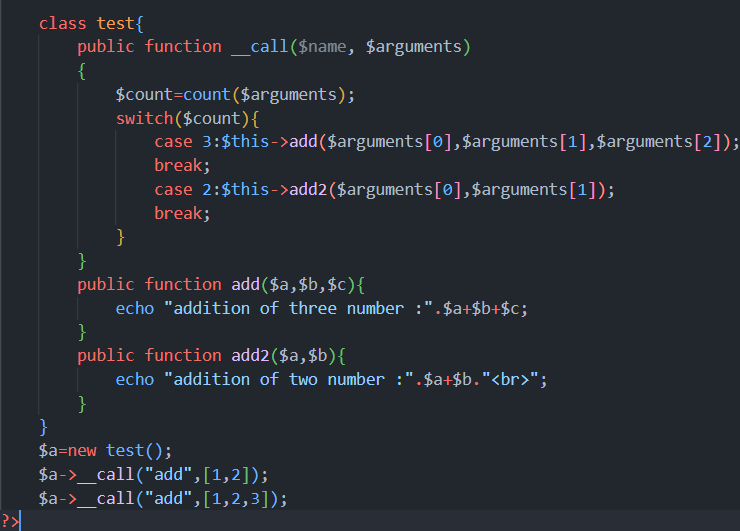 class test{
public function __call($name, $arguments)
{
$count=count($arguments);
switch($count){
case 3:$this->add($arguments[0],$arguments[1],$arguments[2]);
break;
case 2:$this->add2($arguments[0],$arguments[1]);
break;
}
}
public function add($a,$b,$c){
echo "addition of three number :".$a+$b+$c;
}
public function add2($a,$b){
echo "addition of two number :".$a+$b."<br>";
}
}
$a=new test();
$a->__call("add",[1,2]);
$a->__call("add",[1,2,3]);
?>